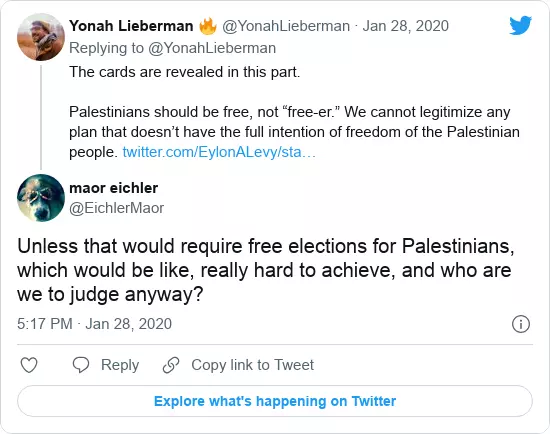 Yonah Lieberman 🔥 @YonahLieberman · Jan 28, 2020
Replying to @YonahLieberman
The cards are revealed in this part.
Palestinians should be free, not “free-er.” We cannot legitimize any
plan that doesn’t have the full intention of freedom of the Palestinian
people. twitter.com/EylonALevy/sta…
maor eichler
@EichlerMaor
Unless that would require free elections for Palestinians,
which would be like, really hard to achieve, and who are
we to judge anyway?
5:17 PM · Jan 28, 2020
Reply
Copy link to Tweet
Explore what's happening on Twitter